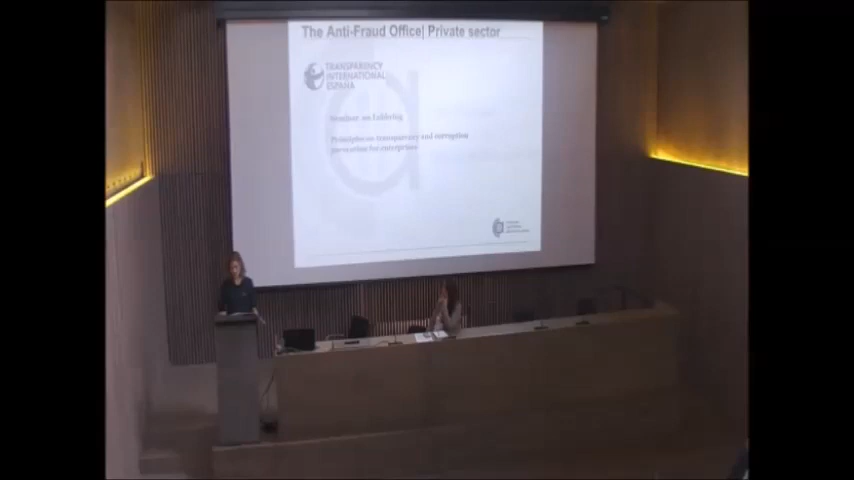 The Anti-Fraud Office| Private sector
TRANSPARENCY
INTERNATIONAL
ESPAÑA
Seminar on Lobbying
Principles on transparency and corruption
prevention for enterprises